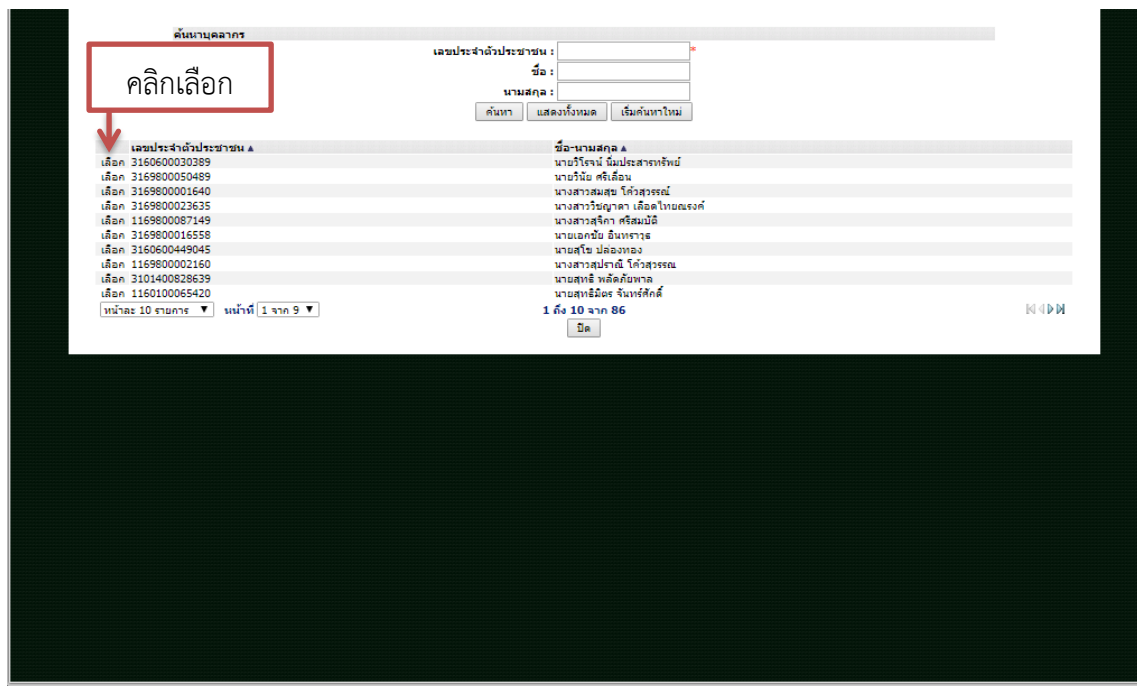 ค้นหาบุคลากร
เลขประจำตัวประชาชน : *
ชื่อ :
นามสกุล :
ค้นหา แสดงทั้งหมด เริ่มค้นหาใหม่
คลิกเลือก
เลขประจำตัวประชาชน ▲ ชื่อ-นามสกุล ▲
เลือก 3160600030389 นายวิโรจน์ นิ่มประสารทรัพย์
เลือก 3169800050489 นายวินัย ศรีเลื่อน
เลือก 3169800001640 นางสาวสมสุข โค้วสุวรรณ์
เลือก 3169800023635 นางสาววิชญาดา เลือดไทยณรงค์
เลือก 1169800087149 นางสาวสุจิกา ศรีสมบัติ
เลือก 3169800016558 นายเอกชัย อินทราวุธ
เลือก 3160600449045 นายสุโข ปล่องทอง
เลือก 1169800002160 นางสาวสุปราณี โค้วสุวรรณ
เลือก 3101400828639 นายสุทธิ พลัดภัยพาล
เลือก 1160100065420 นายสุทธิมิตร จันทร์ศักดิ์
หน้าละ 10 รายการ ▼ หน้าที่ 1 จาก 9 ▼ 1 ถึง 10 จาก 86
ปิด